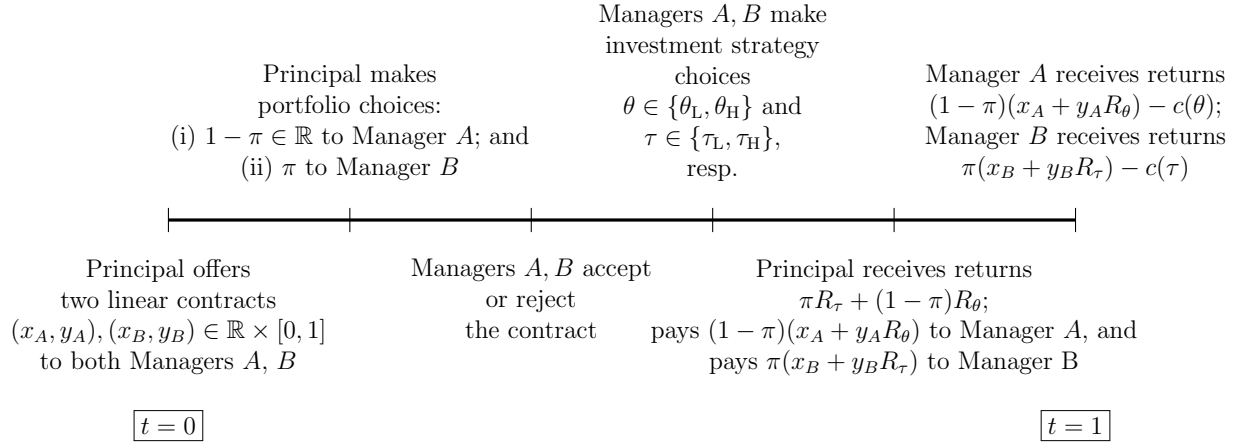 Managers A, B make
investment strategy
choices
θ ∈ {θ_L, θ_H} and
τ ∈ {τ_L, τ_H},
resp.
Principal makes
portfolio choices:
(i) 1 − π ∈ ℝ to Manager A; and
(ii) π to Manager B
Manager A receives returns
(1 − π)(x_A + y_A R_θ) − c(θ);
Manager B receives returns
π(x_B + y_B R_τ) − c(τ)
Principal offers
two linear contracts
(x_A, y_A), (x_B, y_B) ∈ ℝ × [0, 1]
to both Managers A, B
Managers A, B accept
or reject
the contract
Principal receives returns
πR_τ + (1 − π)R_θ;
pays (1 − π)(x_A + y_A R_θ) to Manager A, and
pays π(x_B + y_B R_τ) to Manager B
t = 0
t = 1